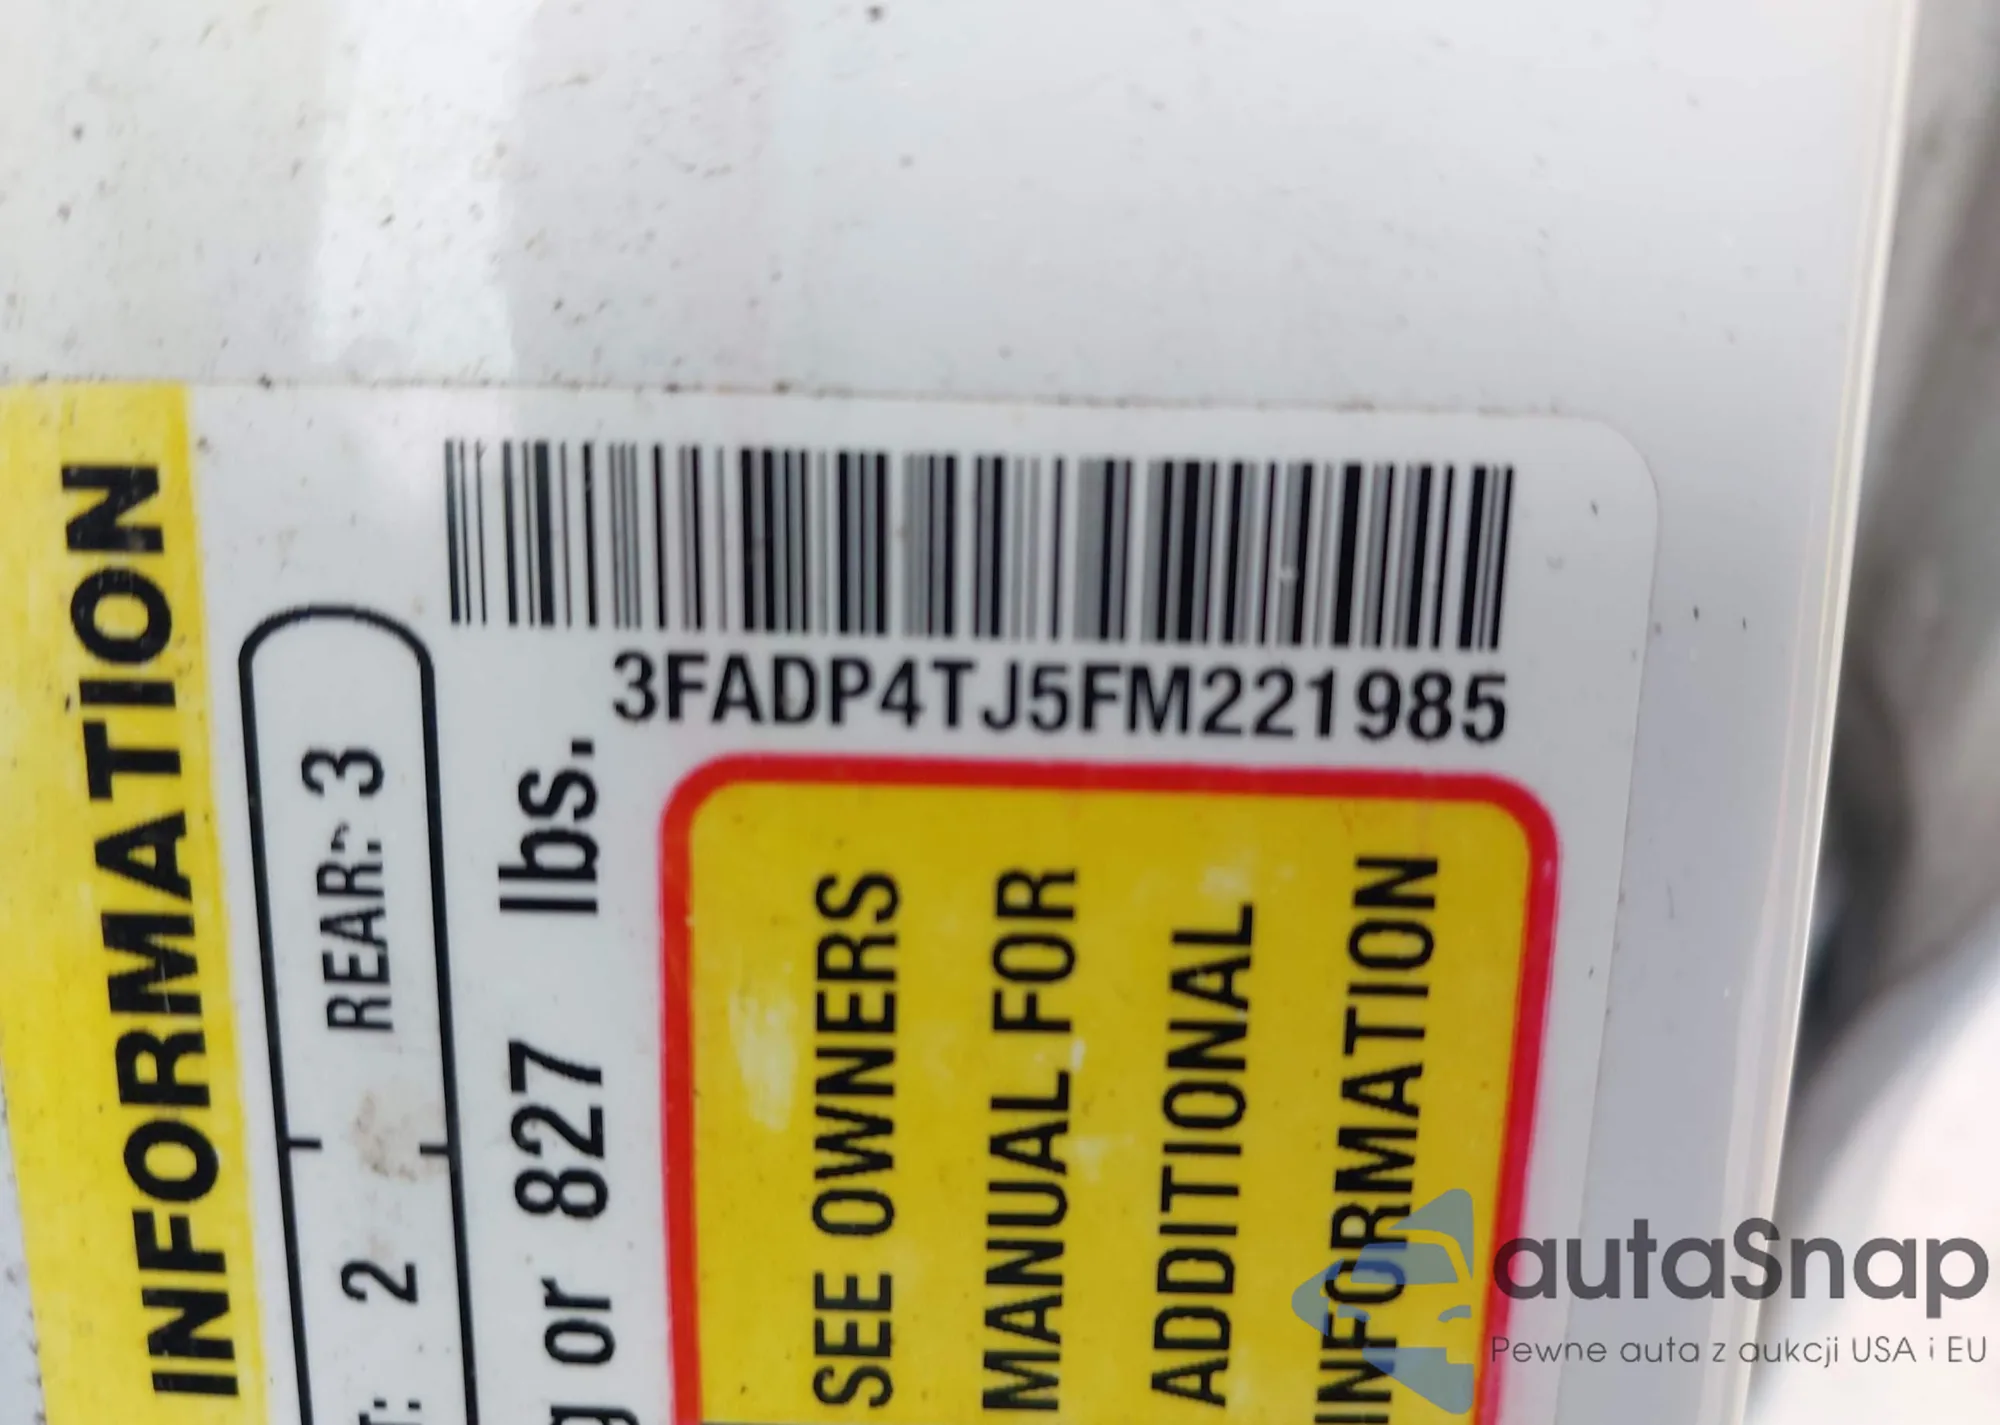 3FADP4TJ5FM221985
INFORMATION
2 REAR: 3
or 827 lbs.
SEE OWNERS
MANUAL FOR
ADDITIONAL
INFORMATION
autaSnap
Pewne auta z aukcji USA i EU